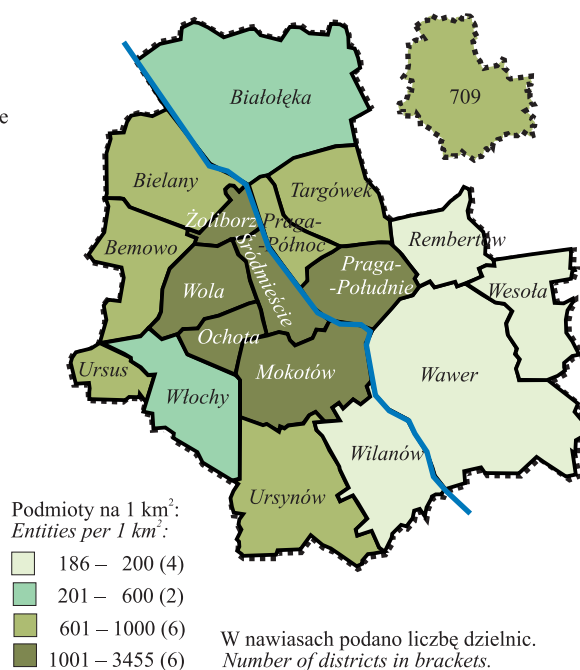 e
Białołęka
709
Bielany
Targówek
Żoliborz
Praga-
-Północ
Bemowo
Śródmieście
Rembertów
Wola
Praga-
-Południe
Wesoła
Ochota
Ursus
Włochy
Mokotów
Wawer
Wilanów
Ursynów
Podmioty na 1 km²:
Entities per 1 km²:
186 – 200 (4)
201 – 600 (2)
601 – 1000 (6)
1001 – 3455 (6)
W nawiasach podano liczbę dzielnic.
Number of districts in brackets.